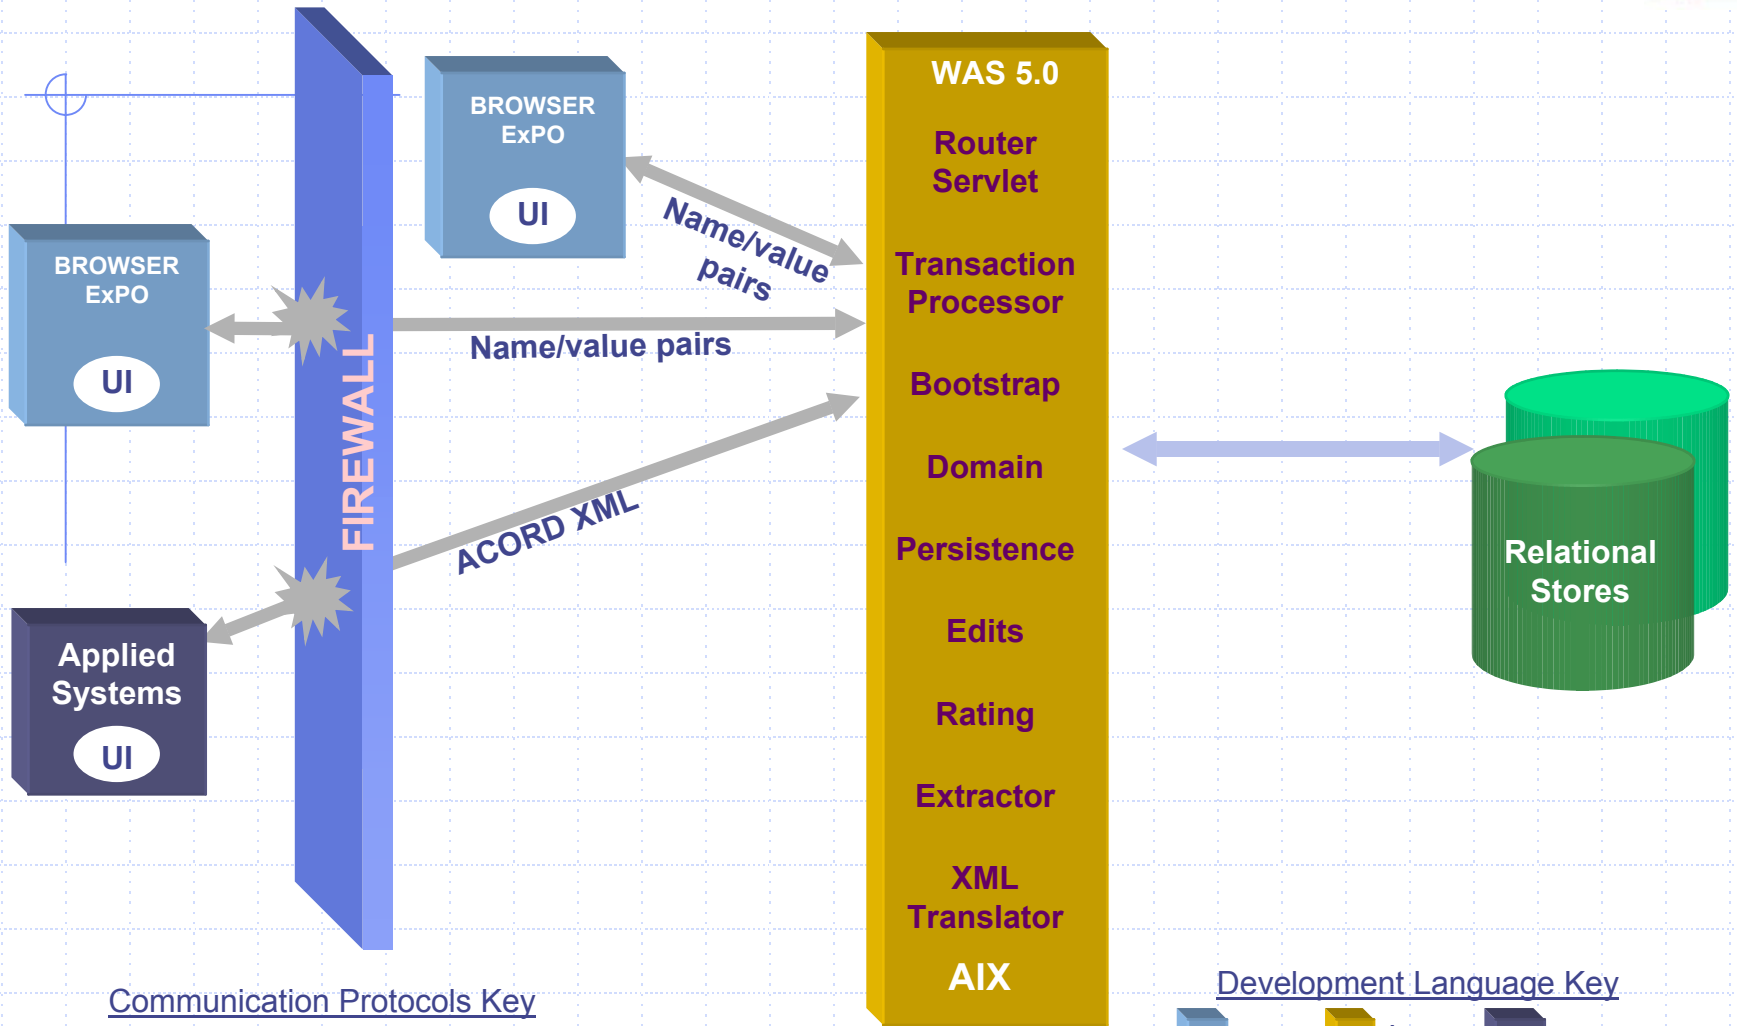 BROWSER
ExPO
UI
BROWSER
ExPO
UI
Applied
Systems
UI
FIREWALL
Name/value
pairs
Name/value pairs
ACORD XML
WAS 5.0
Router
Servlet
Transaction
Processor
Bootstrap
Domain
Persistence
Edits
Rating
Extractor
XML
Translator
AIX
Relational
Stores
Communication Protocols Key
Development Language Key